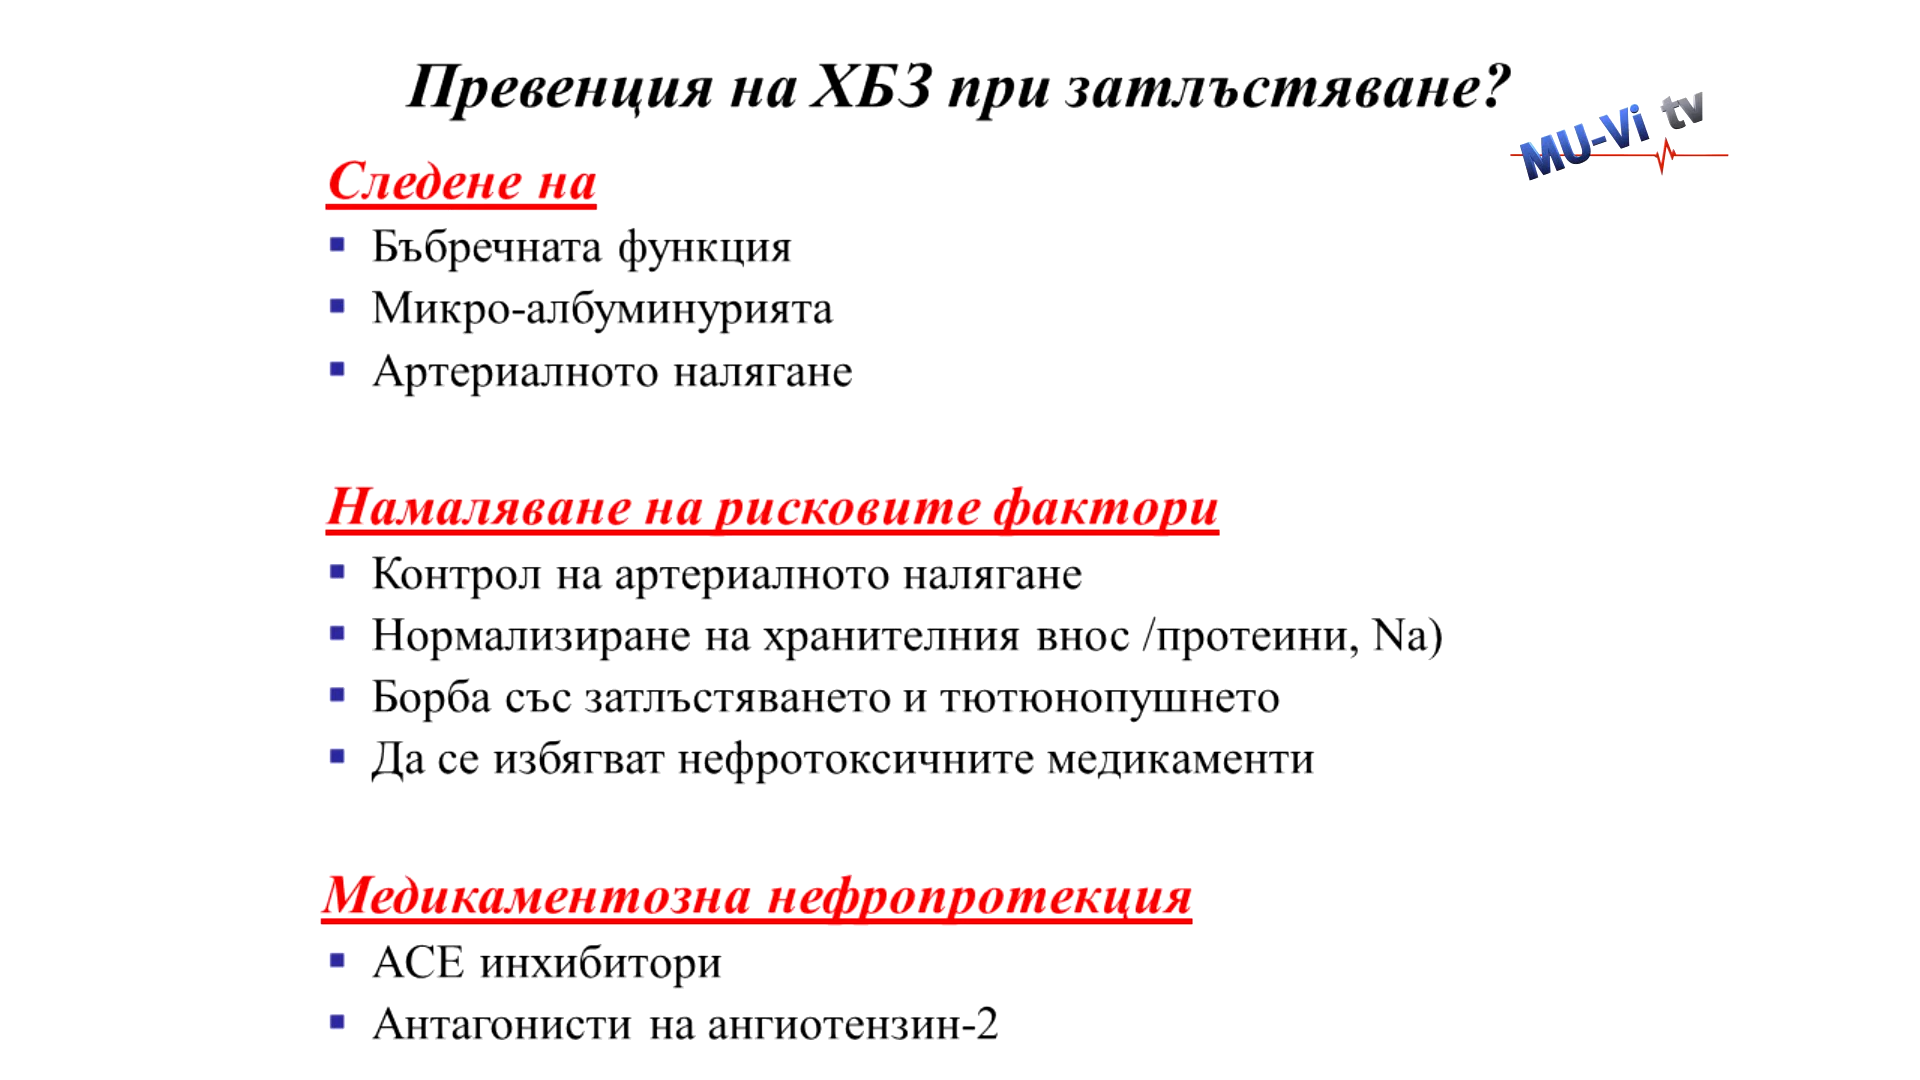 Превенция на ХБЗ при затлъстяване?
MU-Vi tv
Следене на
▪ Бъбречната функция
▪ Микро-албуминурията
▪ Артериалното налягане
Намаляване на рисковите фактори
▪ Контрол на артериалното налягане
▪ Нормализиране на хранителния внос /протеини, Na)
▪ Борба със затлъстяването и тютюнопушнето
▪ Да се избягват нефротоксичните медикаменти
Медикаментозна нефропротекция
▪ ACE инхибитори
▪ Антагонисти на ангиотензин-2